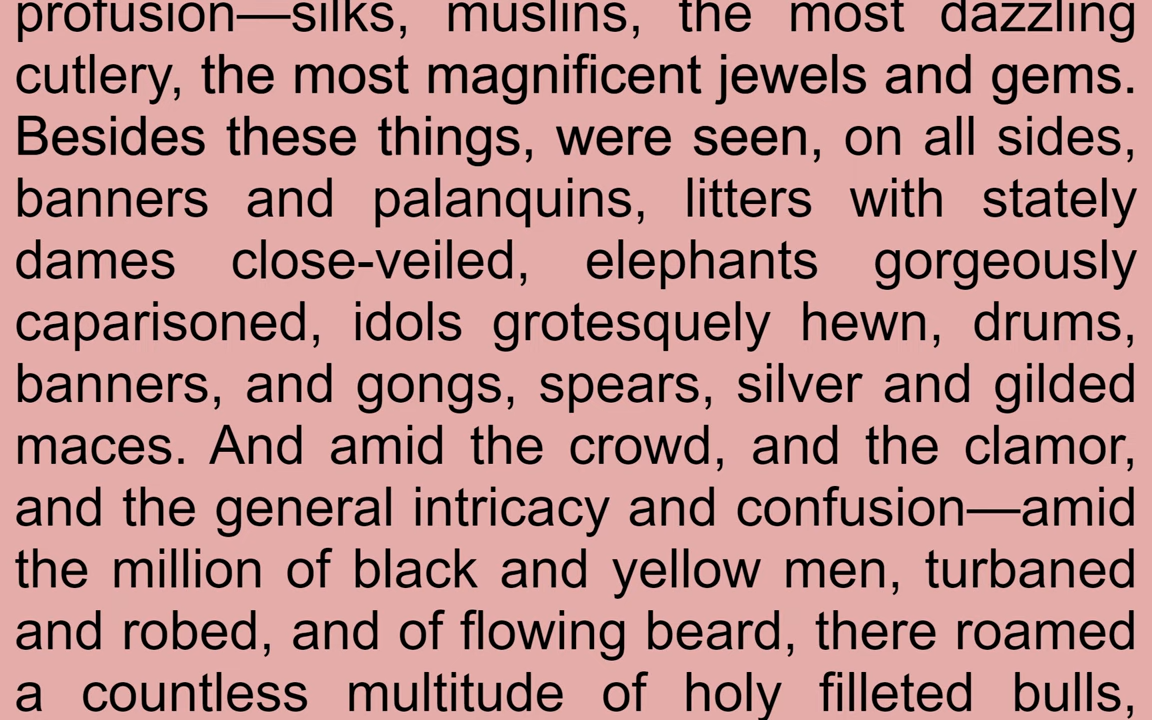 profusion—silks, muslins, the most dazzling
cutlery, the most magnificent jewels and gems.
Besides these things, were seen, on all sides,
banners and palanquins, litters with stately
dames close-veiled, elephants gorgeously
caparisoned, idols grotesquely hewn, drums,
banners, and gongs, spears, silver and gilded
maces. And amid the crowd, and the clamor,
and the general intricacy and confusion—amid
the million of black and yellow men, turbaned
and robed, and of flowing beard, there roamed
a countless multitude of holy filleted bulls,